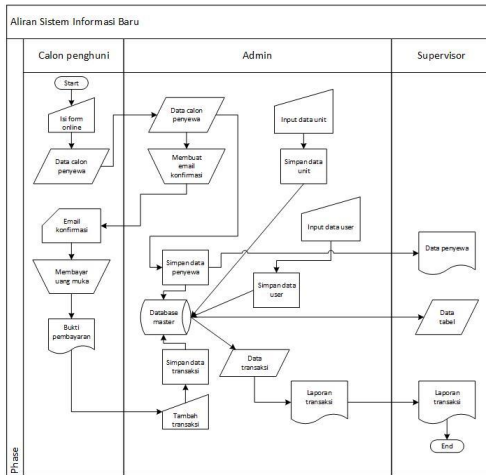 Aliran Sistem Informasi Baru
Calon penghuni
Admin
Supervisor
Start
Isi form
online
Data calon
penyewa
Email
konfirmasi
Membayar
uang muka
Bukti
pembayaran
Data calon
penyewa
Membuat
email
konfirmasi
Input data unit
Simpan data
unit
Input data user
Simpan data
user
Simpan data
penyewa
Database
master
Simpan data
transaksi
Tambah
transaksi
Data
transaksi
Laporan
transaksi
Data penyewa
Data
tabel
Laporan
transaksi
End
Phase